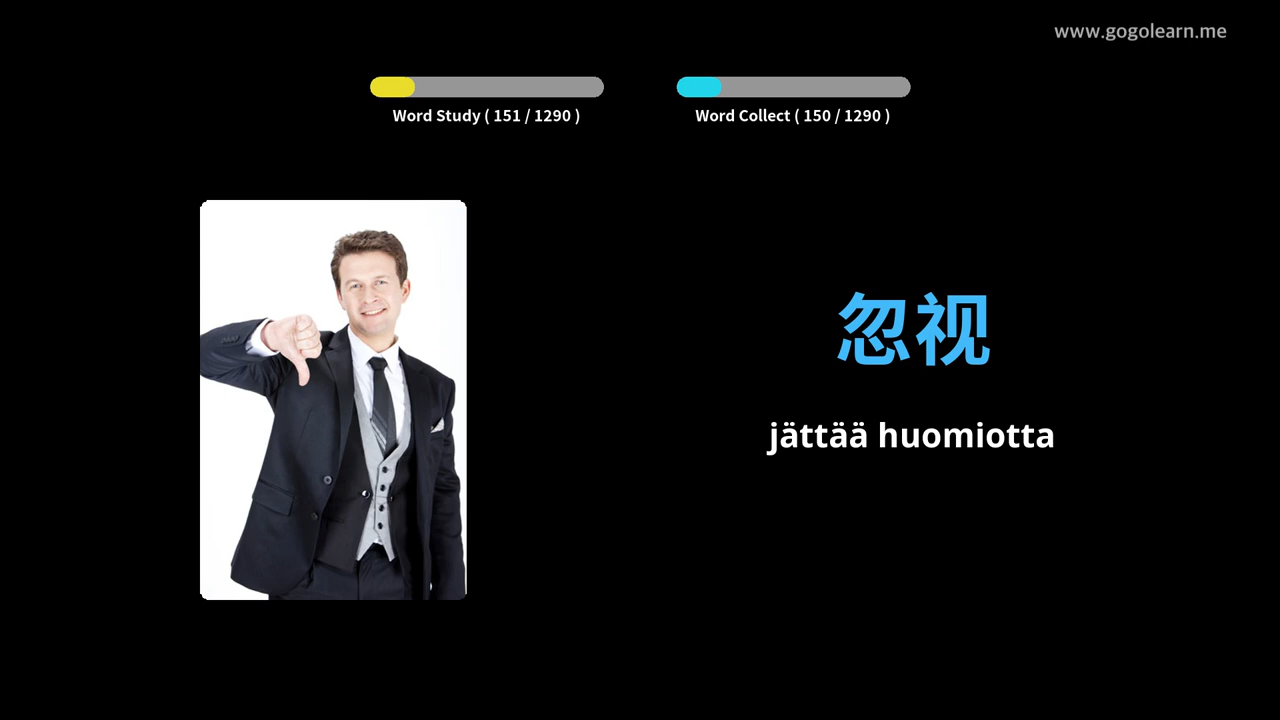 www.gogolearn.me
Word Study ( 151 / 1290 )
Word Collect ( 150 / 1290 )
忽视
jättää huomiotta